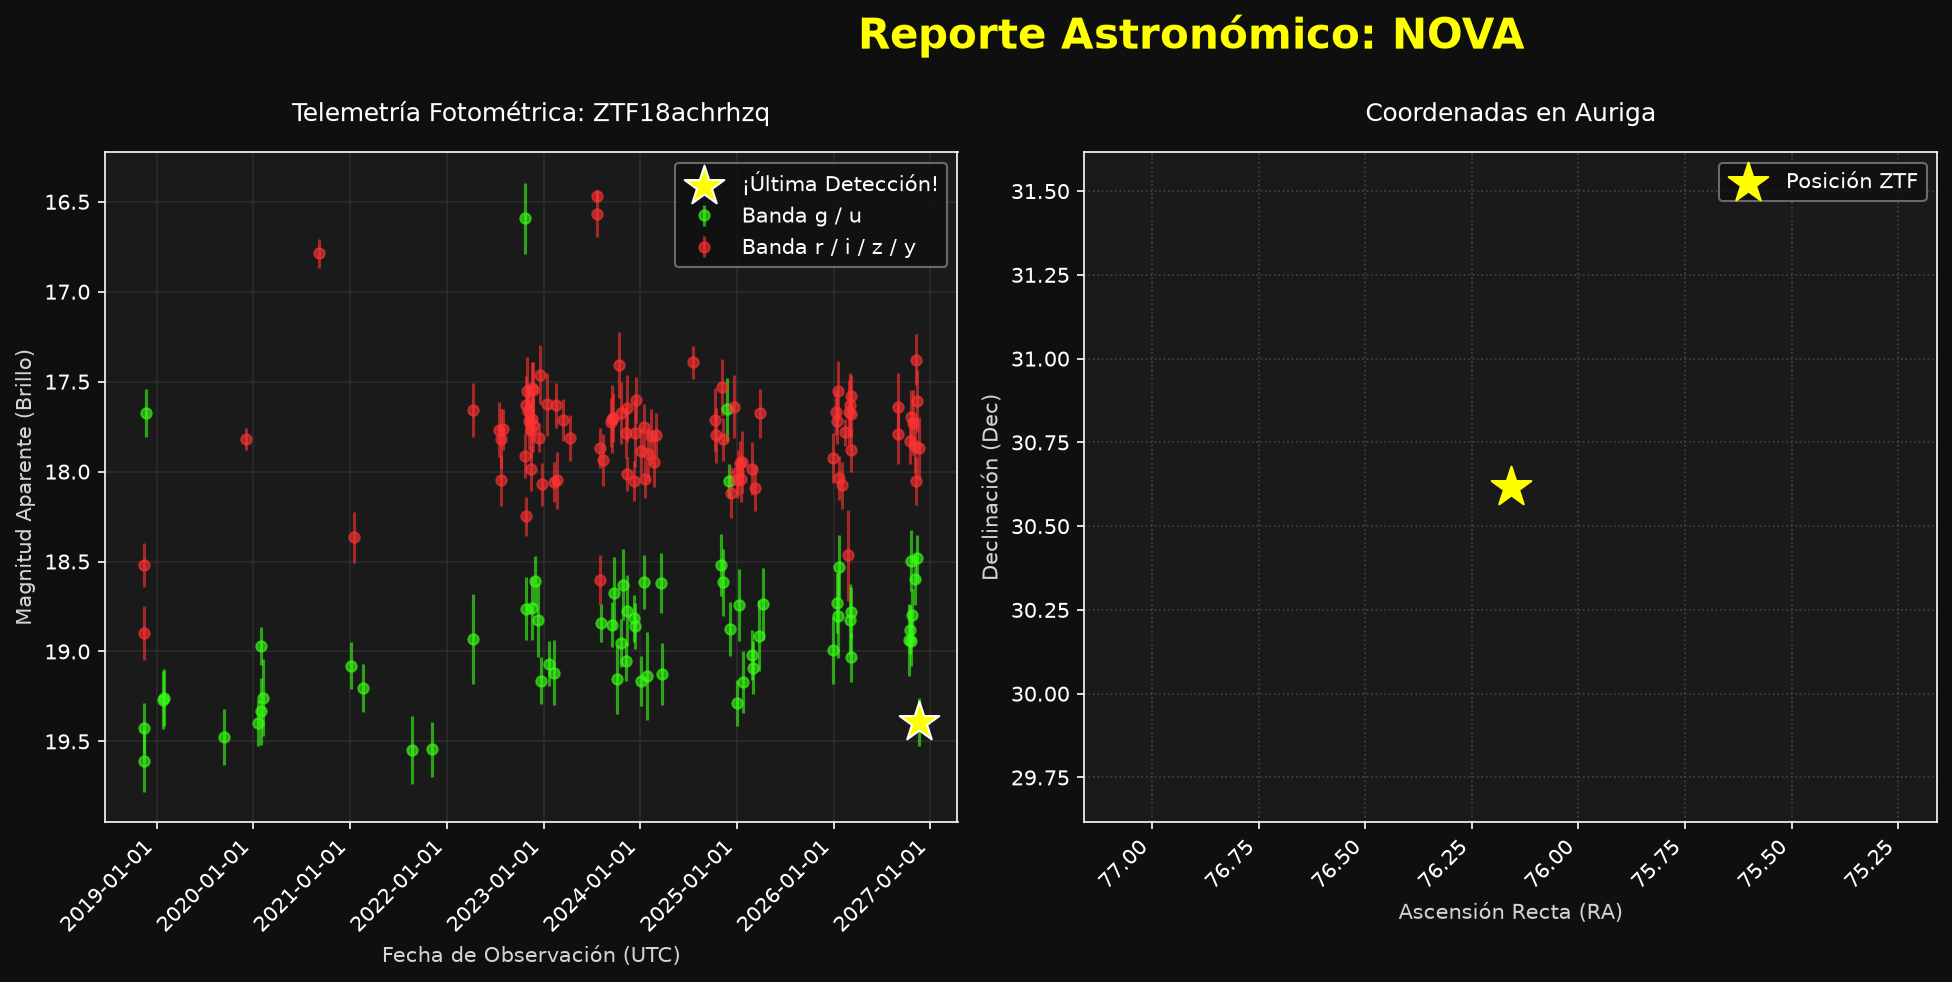 Reporte Astronómico: NOVA
Telemetría Fotométrica: ZTF18achrhzq
Magnitud Aparente (Brillo)
16.5
17.0
17.5
18.0
18.5
19.0
19.5
¡Última Detección!
Banda g / u
Banda r / i / z / y
2019-01-01
2020-01-01
2021-01-01
2022-01-01
2023-01-01
2024-01-01
2025-01-01
2026-01-01
2027-01-01
Fecha de Observación (UTC)
Coordenadas en Auriga
Declinación (Dec)
31.50
31.25
31.00
30.75
30.50
30.25
30.00
29.75
Posición ZTF
77.00
76.75
76.50
76.25
76.00
75.75
75.50
75.25
Ascensión Recta (RA)